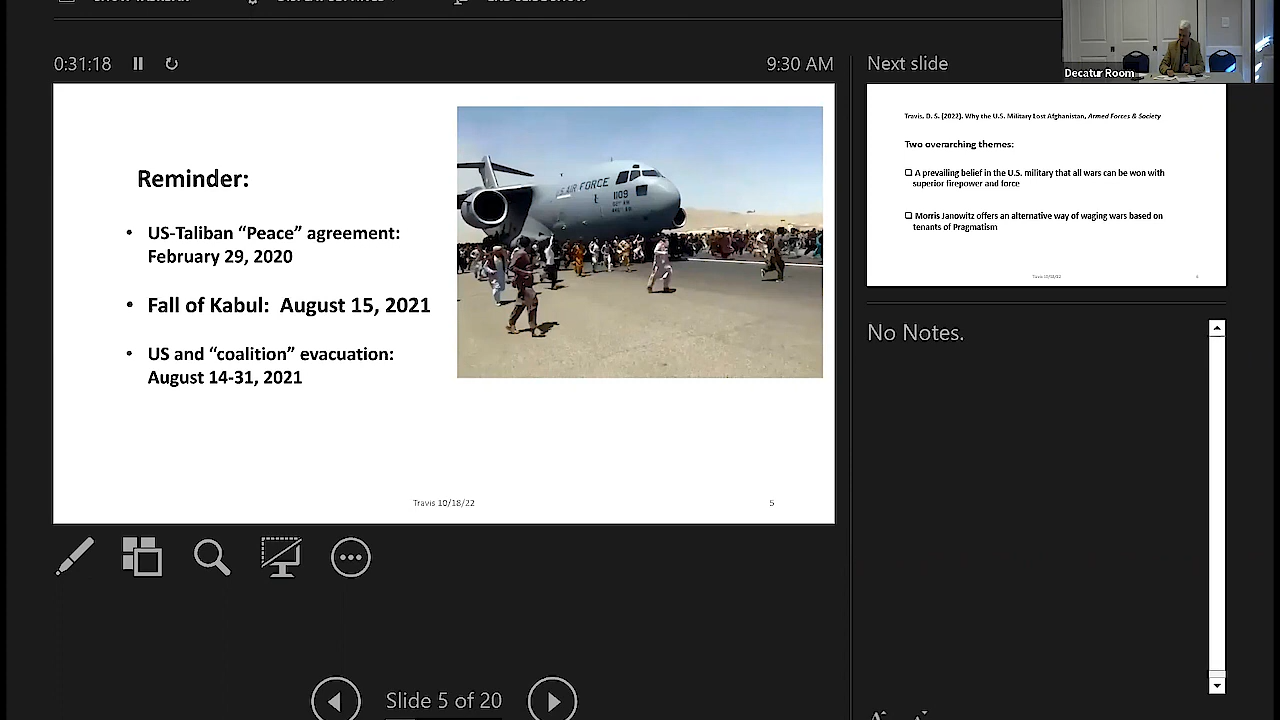 0:31:18
9:30 AM
Next slide
Decatur Room
Reminder:
• US-Taliban “Peace” agreement:
February 29, 2020
• Fall of Kabul: August 15, 2021
• US and “coalition” evacuation:
August 14-31, 2021
U.S. AIR FORCE
1109
Travis 10/18/22
5
Travis, D. S. (2022). Why the U.S. Military Lost Afghanistan, Armed Forces & Society
Two overarching themes:
❑ A prevailing belief in the U.S. military that all wars can be won with
superior firepower and force
❑ Morris Janowitz offers an alternative way of waging wars based on
tenants of Pragmatism
Travis 10/18/22
No Notes.
Slide 5 of 20